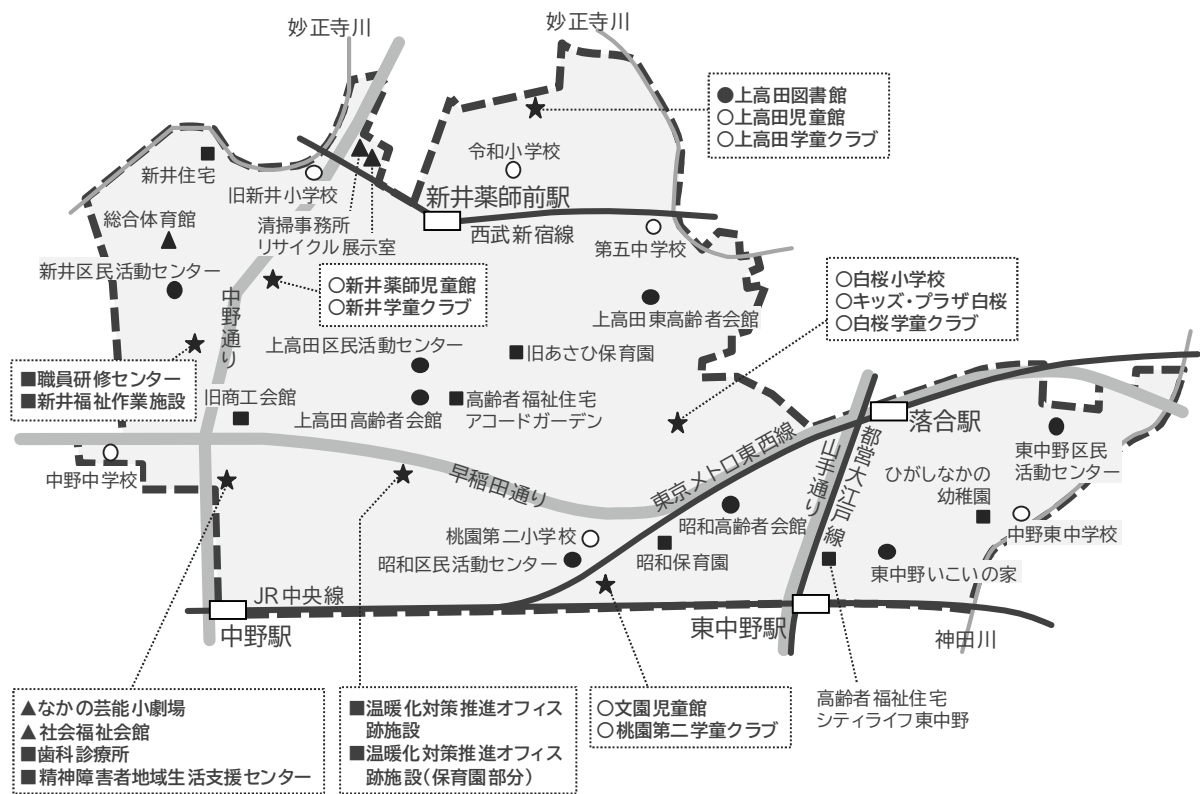 妙正寺川
妙正寺川
●上高田図書館
○上高田児童館
○上高田学童クラブ
令和小学校
新井住宅
旧新井小学校
新井薬師前駅
総合体育館
清掃事務所
リサイクル展示室
西武新宿線
第五中学校
新井区民活動センター
○新井薬師児童館
○新井学童クラブ
○白桜小学校
○キッズ・プラザ白桜
○白桜学童クラブ
中野通り
上高田東高齢者会館
上高田区民活動センター
旧あさひ保育園
■職員研修センター
■新井福祉作業施設
旧商工会館
上高田高齢者会館
高齢者福祉住宅
アコードガーデン
落合駅
中野中学校
早稲田通り
東京メトロ東西線
山手通り
都営大江戸線
東中野区民
活動センター
ひがしなかの
幼稚園
桃園第二小学校
昭和区民活動センター
昭和高齢者会館
昭和保育園
中野東中学校
東中野いこいの家
JR中央線
中野駅
東中野駅
神田川
▲なかの芸能小劇場
▲社会福祉会館
■歯科診療所
■精神障害者地域生活支援センター
■温暖化対策推進オフィス
跡施設
■温暖化対策推進オフィス
跡施設（保育園部分）
○文園児童館
○桃園第二学童クラブ
高齢者福祉住宅
シティライフ東中野